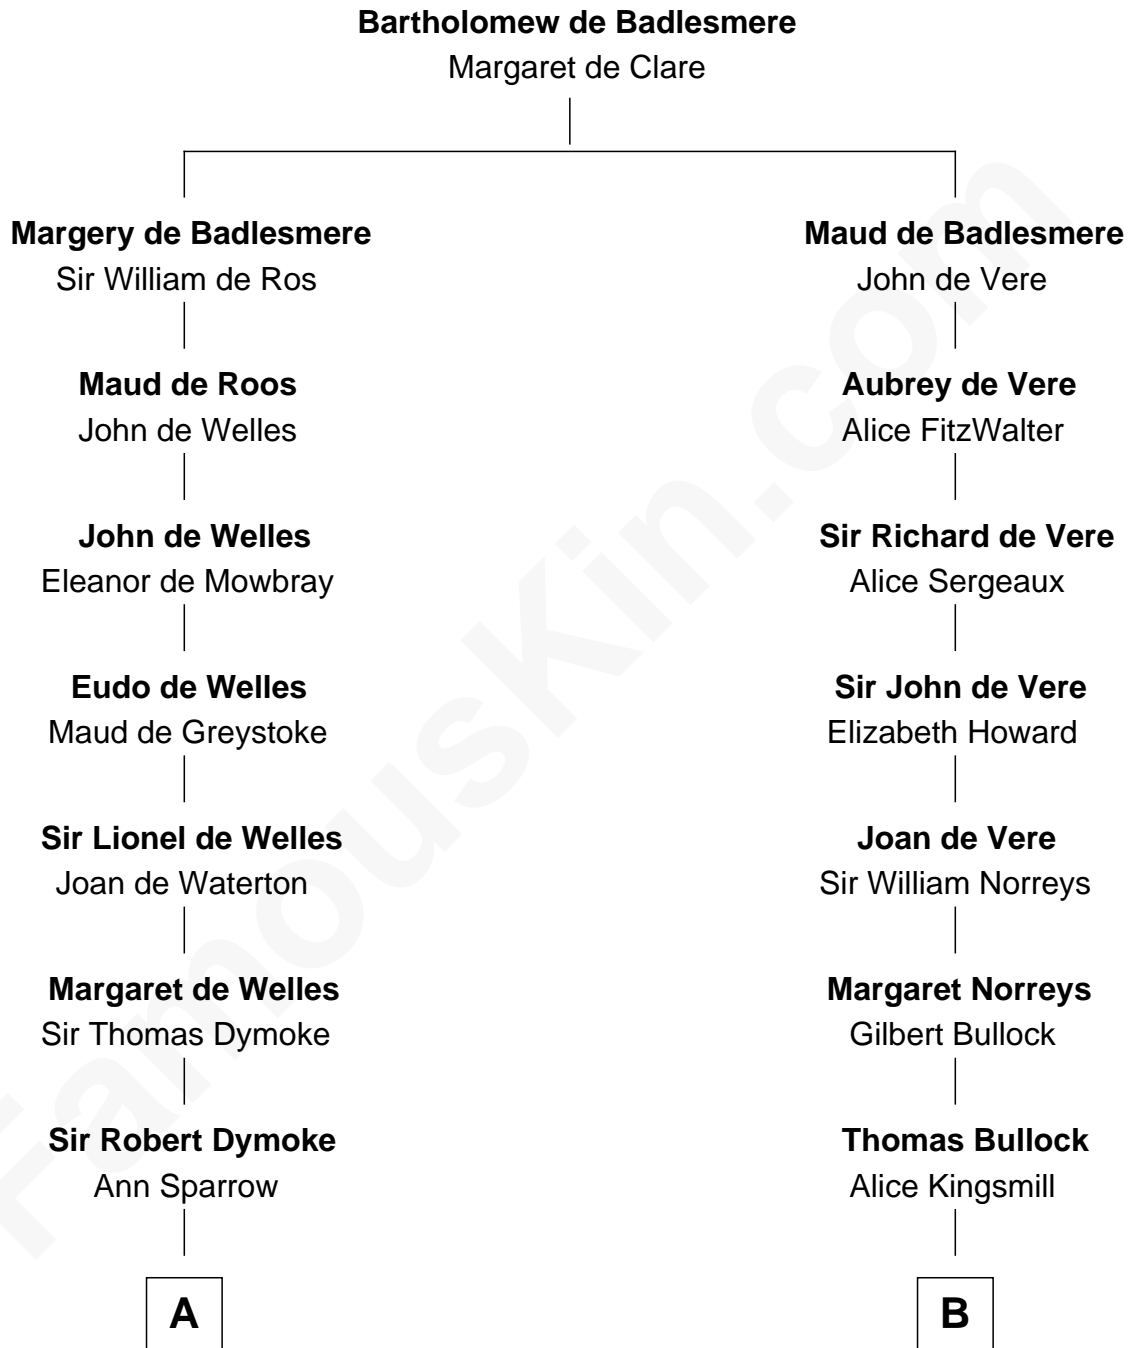 Bartholomew de Badlesmere
Margaret de Clare
Margery de Badlesmere
Sir William de Ros
Maud de Badlesmere
John de Vere
Maud de Roos
John de Welles
Aubrey de Vere
Alice FitzWalter
John de Welles
Eleanor de Mowbray
Sir Richard de Vere
Alice Sergeaux
Eudo de Welles
Maud de Greystoke
Sir John de Vere
Elizabeth Howard
Sir Lionel de Welles
Joan de Waterton
Joan de Vere
Sir William Norreys
Margaret de Welles
Sir Thomas Dymoke
Margaret Norreys
Gilbert Bullock
Sir Robert Dymoke
Ann Sparrow
Thomas Bullock
Alice Kingsmill
A
B
FamousKin.com